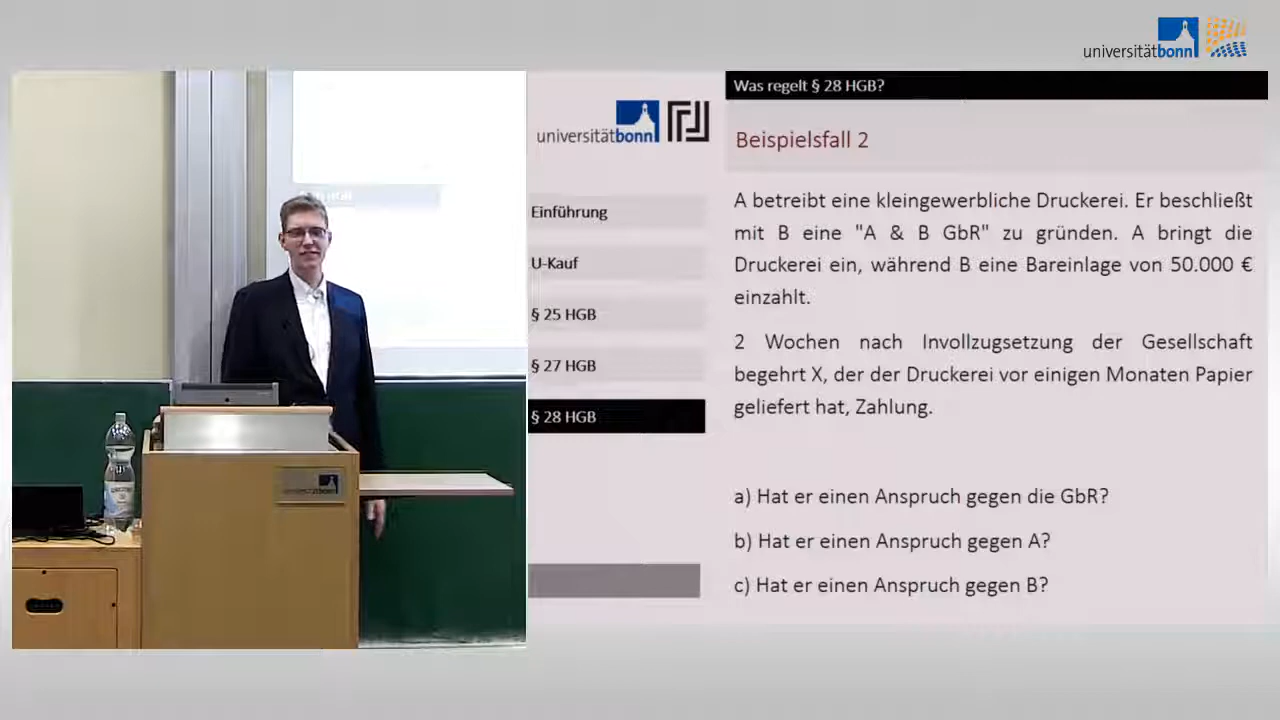 universitätbonn
Was regelt § 28 HGB?
universitätbonn
Beispielsfall 2
Einführung
U-Kauf
§ 25 HGB
§ 27 HGB
§ 28 HGB
A betreibt eine kleingewerbliche Druckerei. Er beschließt
mit B eine "A & B GbR" zu gründen. A bringt die
Druckerei ein, während B eine Bareinlage von 50.000 €
einzahlt.
2 Wochen nach Invollzugsetzung der Gesellschaft
begehrt X, der der Druckerei vor einigen Monaten Papier
geliefert hat, Zahlung.
a) Hat er einen Anspruch gegen die GbR?
b) Hat er einen Anspruch gegen A?
c) Hat er einen Anspruch gegen B?
universitätbonn